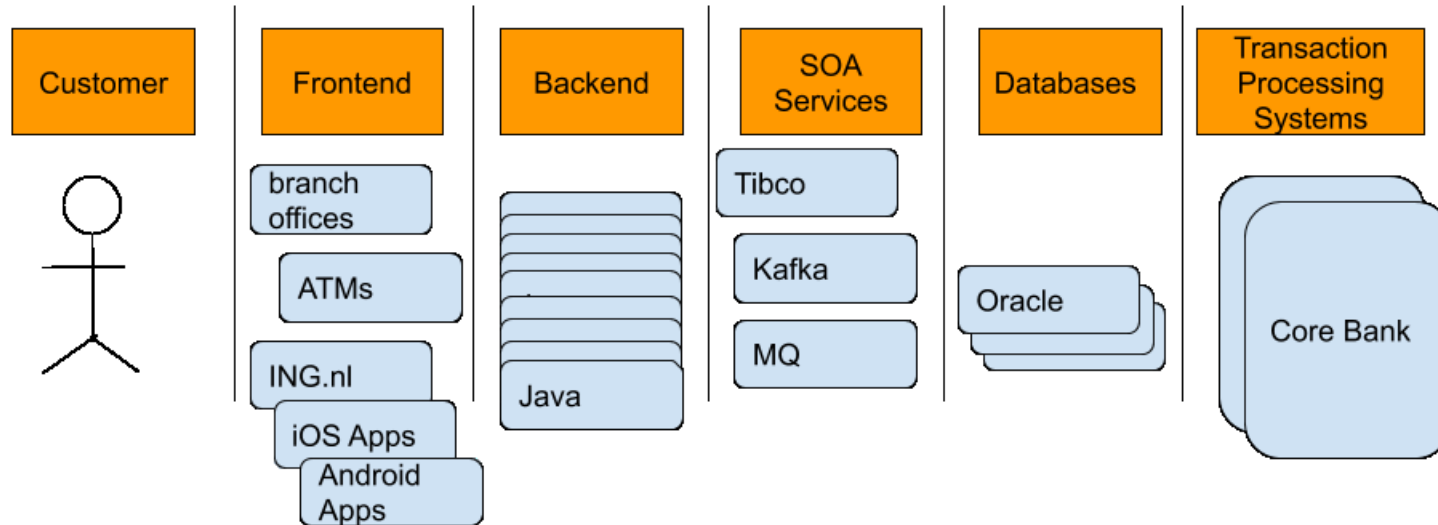 Customer
Frontend
Backend
SOA
Services
Databases
Transaction
Processing
Systems
branch
offices
ATMs
ING.nl
iOS Apps
Android
Apps
Java
Tibco
Kafka
MQ
Oracle
Core Bank